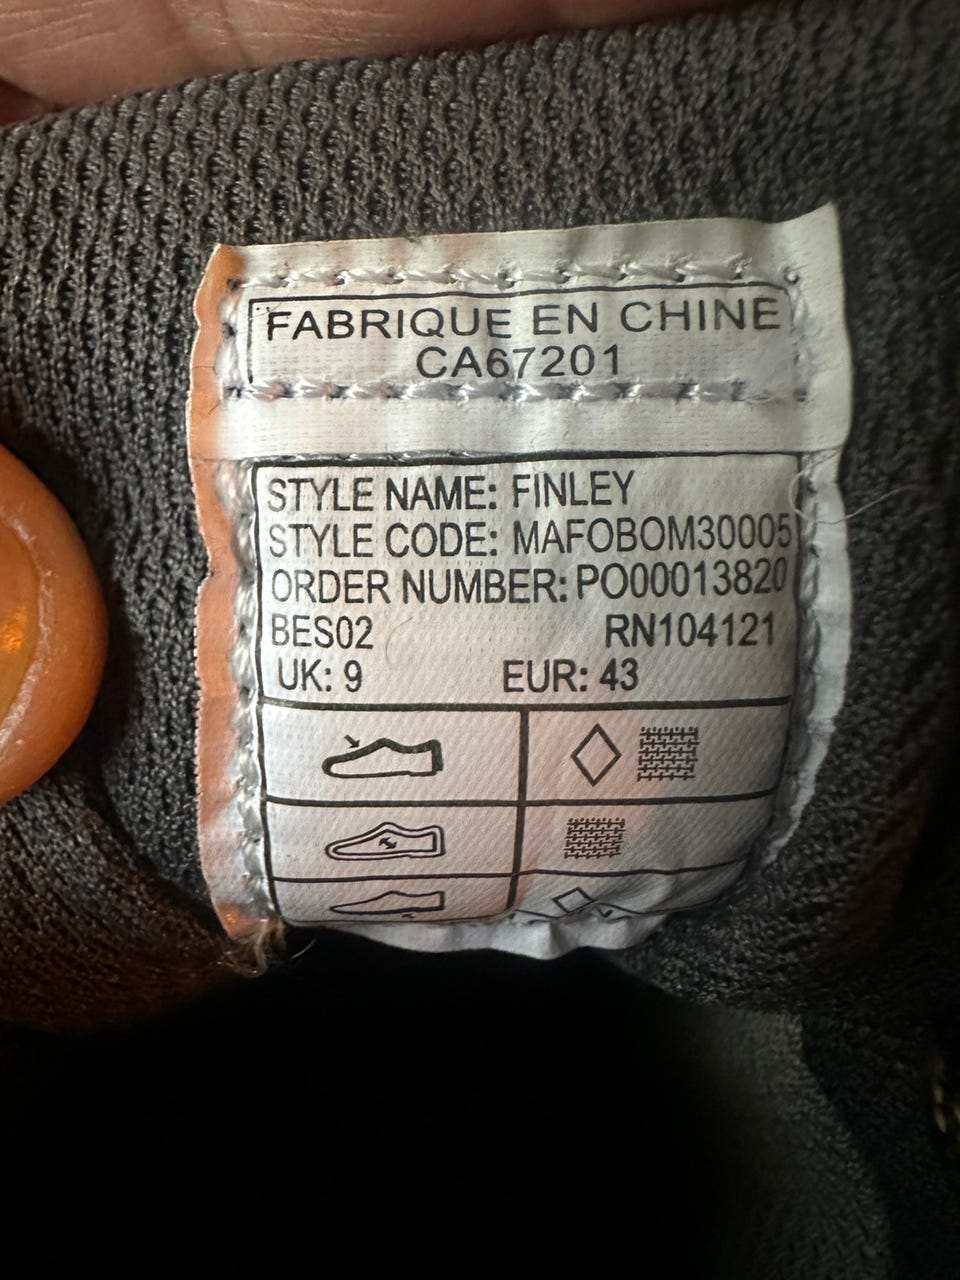 FABRIQUE EN CHINE
CA67201
STYLE NAME: FINLEY
STYLE CODE: MAFOBOM30005
ORDER NUMBER: PO00013820
BES02 RN104121
UK: 9 EUR: 43